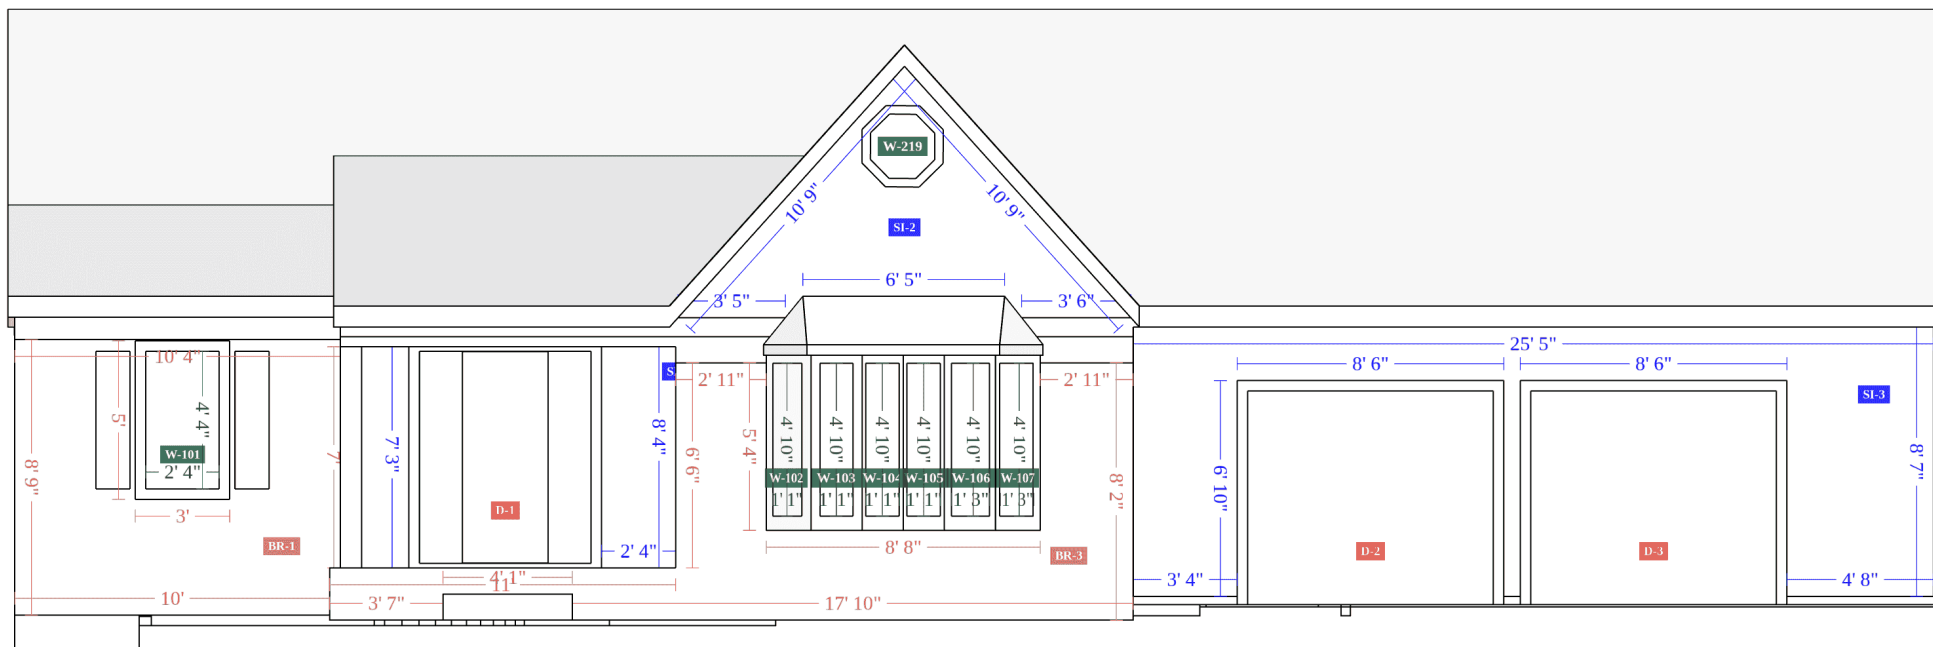 W-219
10' 9"
10' 9"
SI-2
6' 5"
3' 5"
3' 6"
25' 5"
10' 4"
8' 6"
8' 6"
2' 11"
2' 11"
SI-3
5'
4' 4"
7' 3"
8' 4"
6' 6"
5' 4"
4' 10"
4' 10"
4' 10"
4' 10"
4' 10"
4' 10"
W-101
2' 4"
8' 9"
W-102
W-103
W-104
W-105
W-106
W-107
1' 1"
1' 1"
1' 1"
1' 1"
1' 3"
1' 3"
8' 2"
6' 10"
8' 7"
3'
D-1
BR-1
2' 4"
8' 8"
BR-3
D-2
D-3
4' 1"
11'
3' 4"
4' 8"
10'
3' 7"
17' 10"